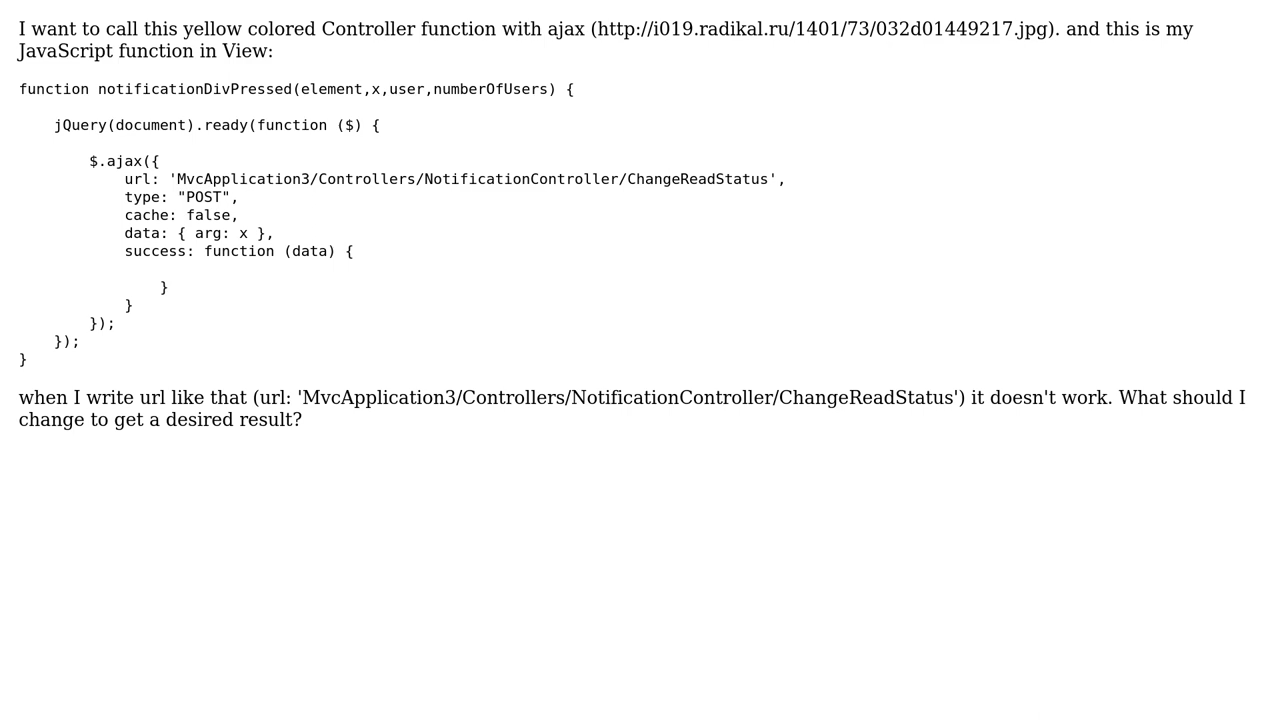 I want to call this yellow colored Controller function with ajax (http://i019.radikal.ru/1401/73/032d01449217.jpg). and this is my
JavaScript function in View:
function notificationDivPressed(element,x,user,numberOfUsers) {
jQuery(document).ready(function ($) {
$.ajax({
url: 'MvcApplication3/Controllers/NotificationController/ChangeReadStatus',
type: "POST",
cache: false,
data: { arg: x },
success: function (data) {
}
}
});
});
}
when I write url like that (url: 'MvcApplication3/Controllers/NotificationController/ChangeReadStatus') it doesn't work. What should I
change to get a desired result?